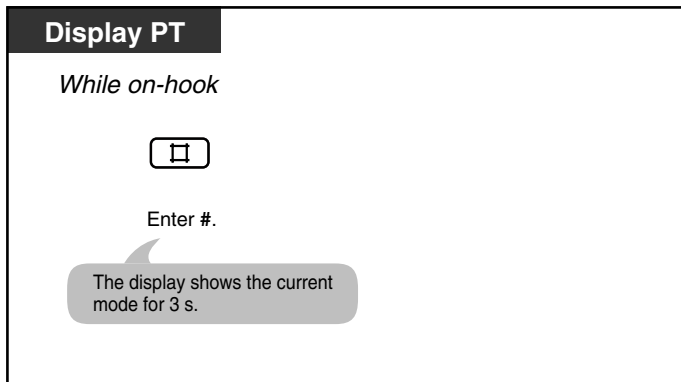 Display PT
While on-hook
#
Enter #.
The display shows the current
mode for 3 s.